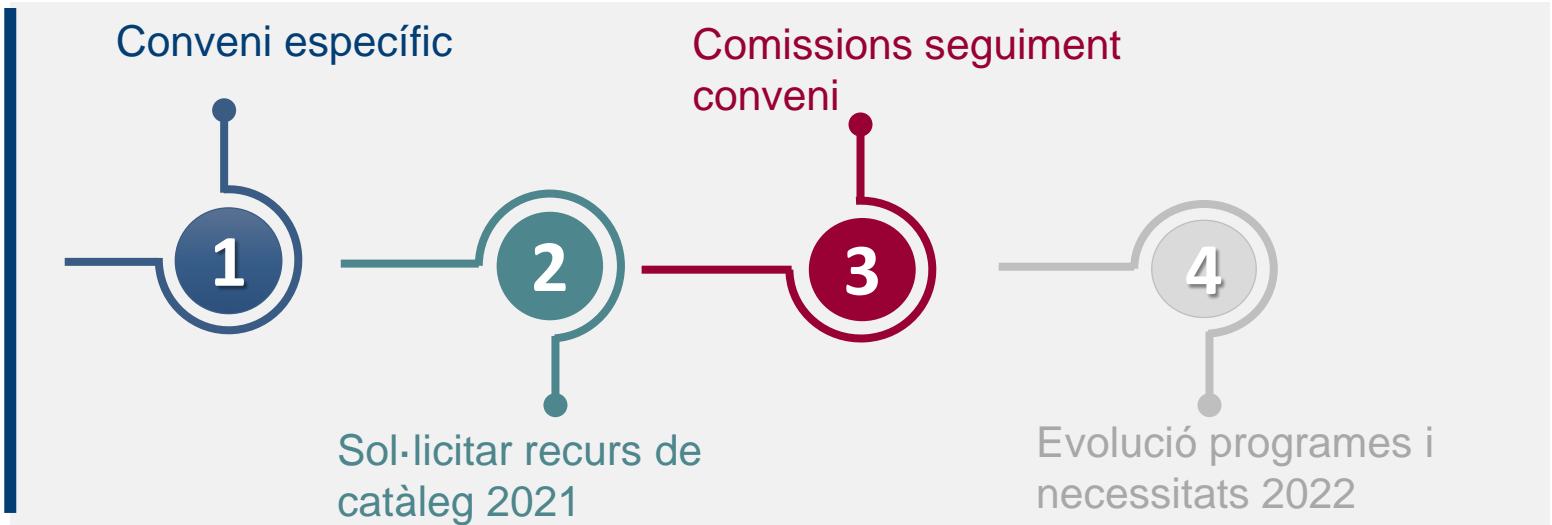 Conveni específic
Comissions seguiment
conveni
1
2
3
4
Sol·licitar recurs de
catàleg 2021
Evolució programes i
necessitats 2022